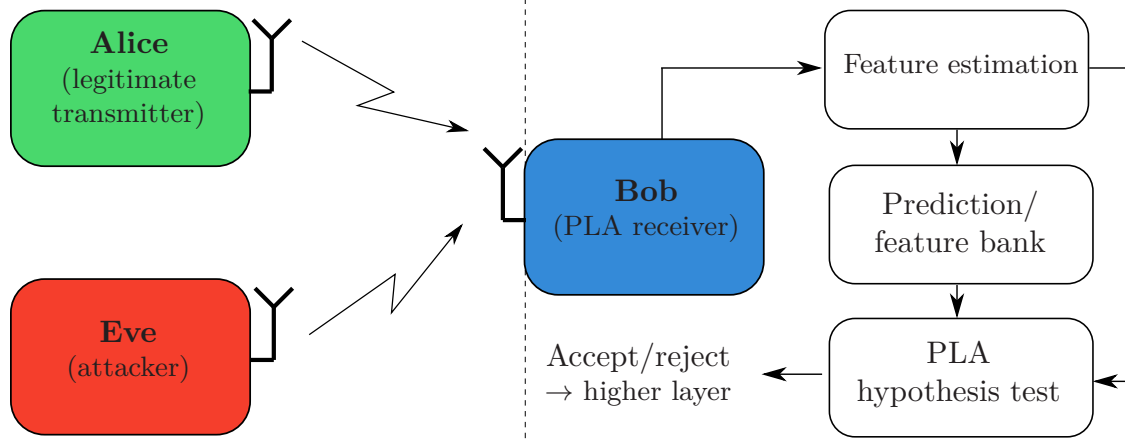 Alice
(legitimate
transmitter)
Eve
(attacker)
Bob
(PLA receiver)
Feature estimation
Prediction/
feature bank
PLA
hypothesis test
Accept/reject
→ higher layer